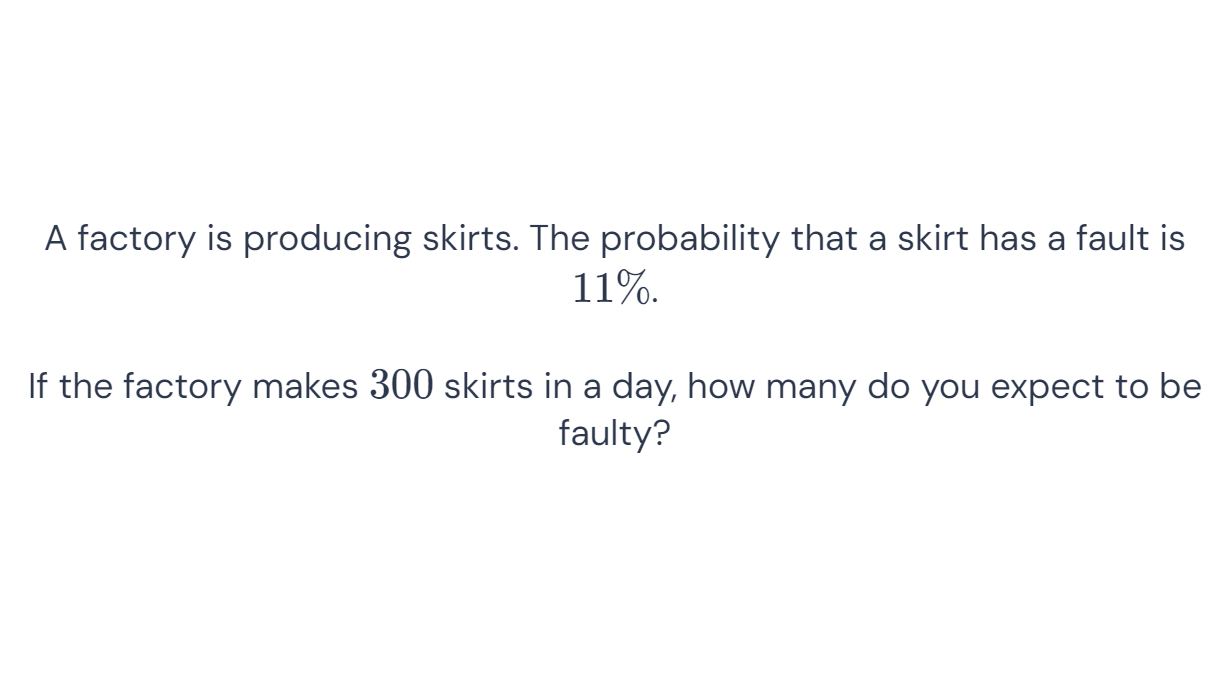 A factory is producing skirts. The probability that a skirt has a fault is
11%.
If the factory makes 300 skirts in a day, how many do you expect to be
faulty?